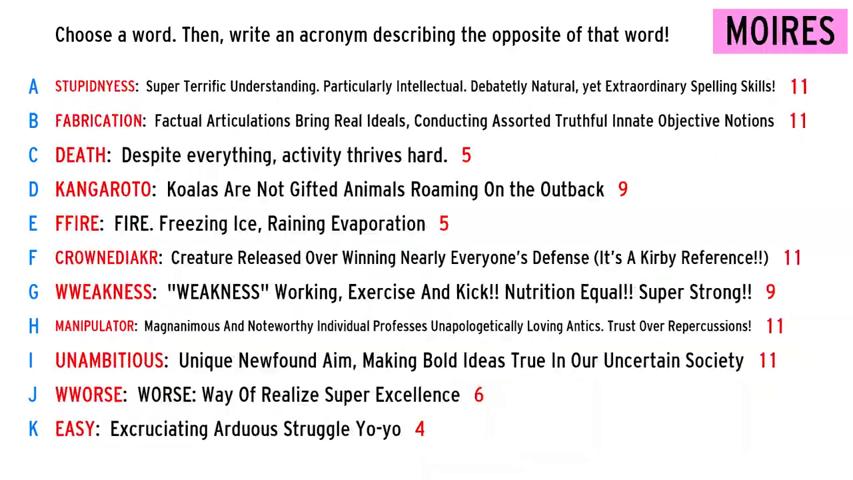 Choose a word. Then, write an acronym describing the opposite of that word!
MOIRES
A STUPIDNYESS: Super Terrific Understanding. Particularly Intellectual. Debatetly Natural, yet Extraordinary Spelling Skills! 11
B FABRICATION: Factual Articulations Bring Real Ideals, Conducting Assorted Truthful Innate Objective Notions 11
C DEATH: Despite everything, activity thrives hard. 5
D KANGAROTO: Koalas Are Not Gifted Animals Roaming On the Outback 9
E FFIRE: FIRE. Freezing Ice, Raining Evaporation 5
F CROWNEDIAKR: Creature Released Over Winning Nearly Everyone's Defense (It's A Kirby Reference!!) 11
G WWEAKNESS: "WEAKNESS" Working, Exercise And Kick!! Nutrition Equal!! Super Strong!! 9
H MANIPULATOR: Magnanimous And Noteworthy Individual Professes Unapologetically Loving Antics. Trust Over Repercussions! 11
I UNAMBITIOUS: Unique Newfound Aim, Making Bold Ideas True In Our Uncertain Society 11
J WWORSE: WORSE: Way Of Realize Super Excellence 6
K EASY: Excruciating Arduous Struggle Yo-yo 4